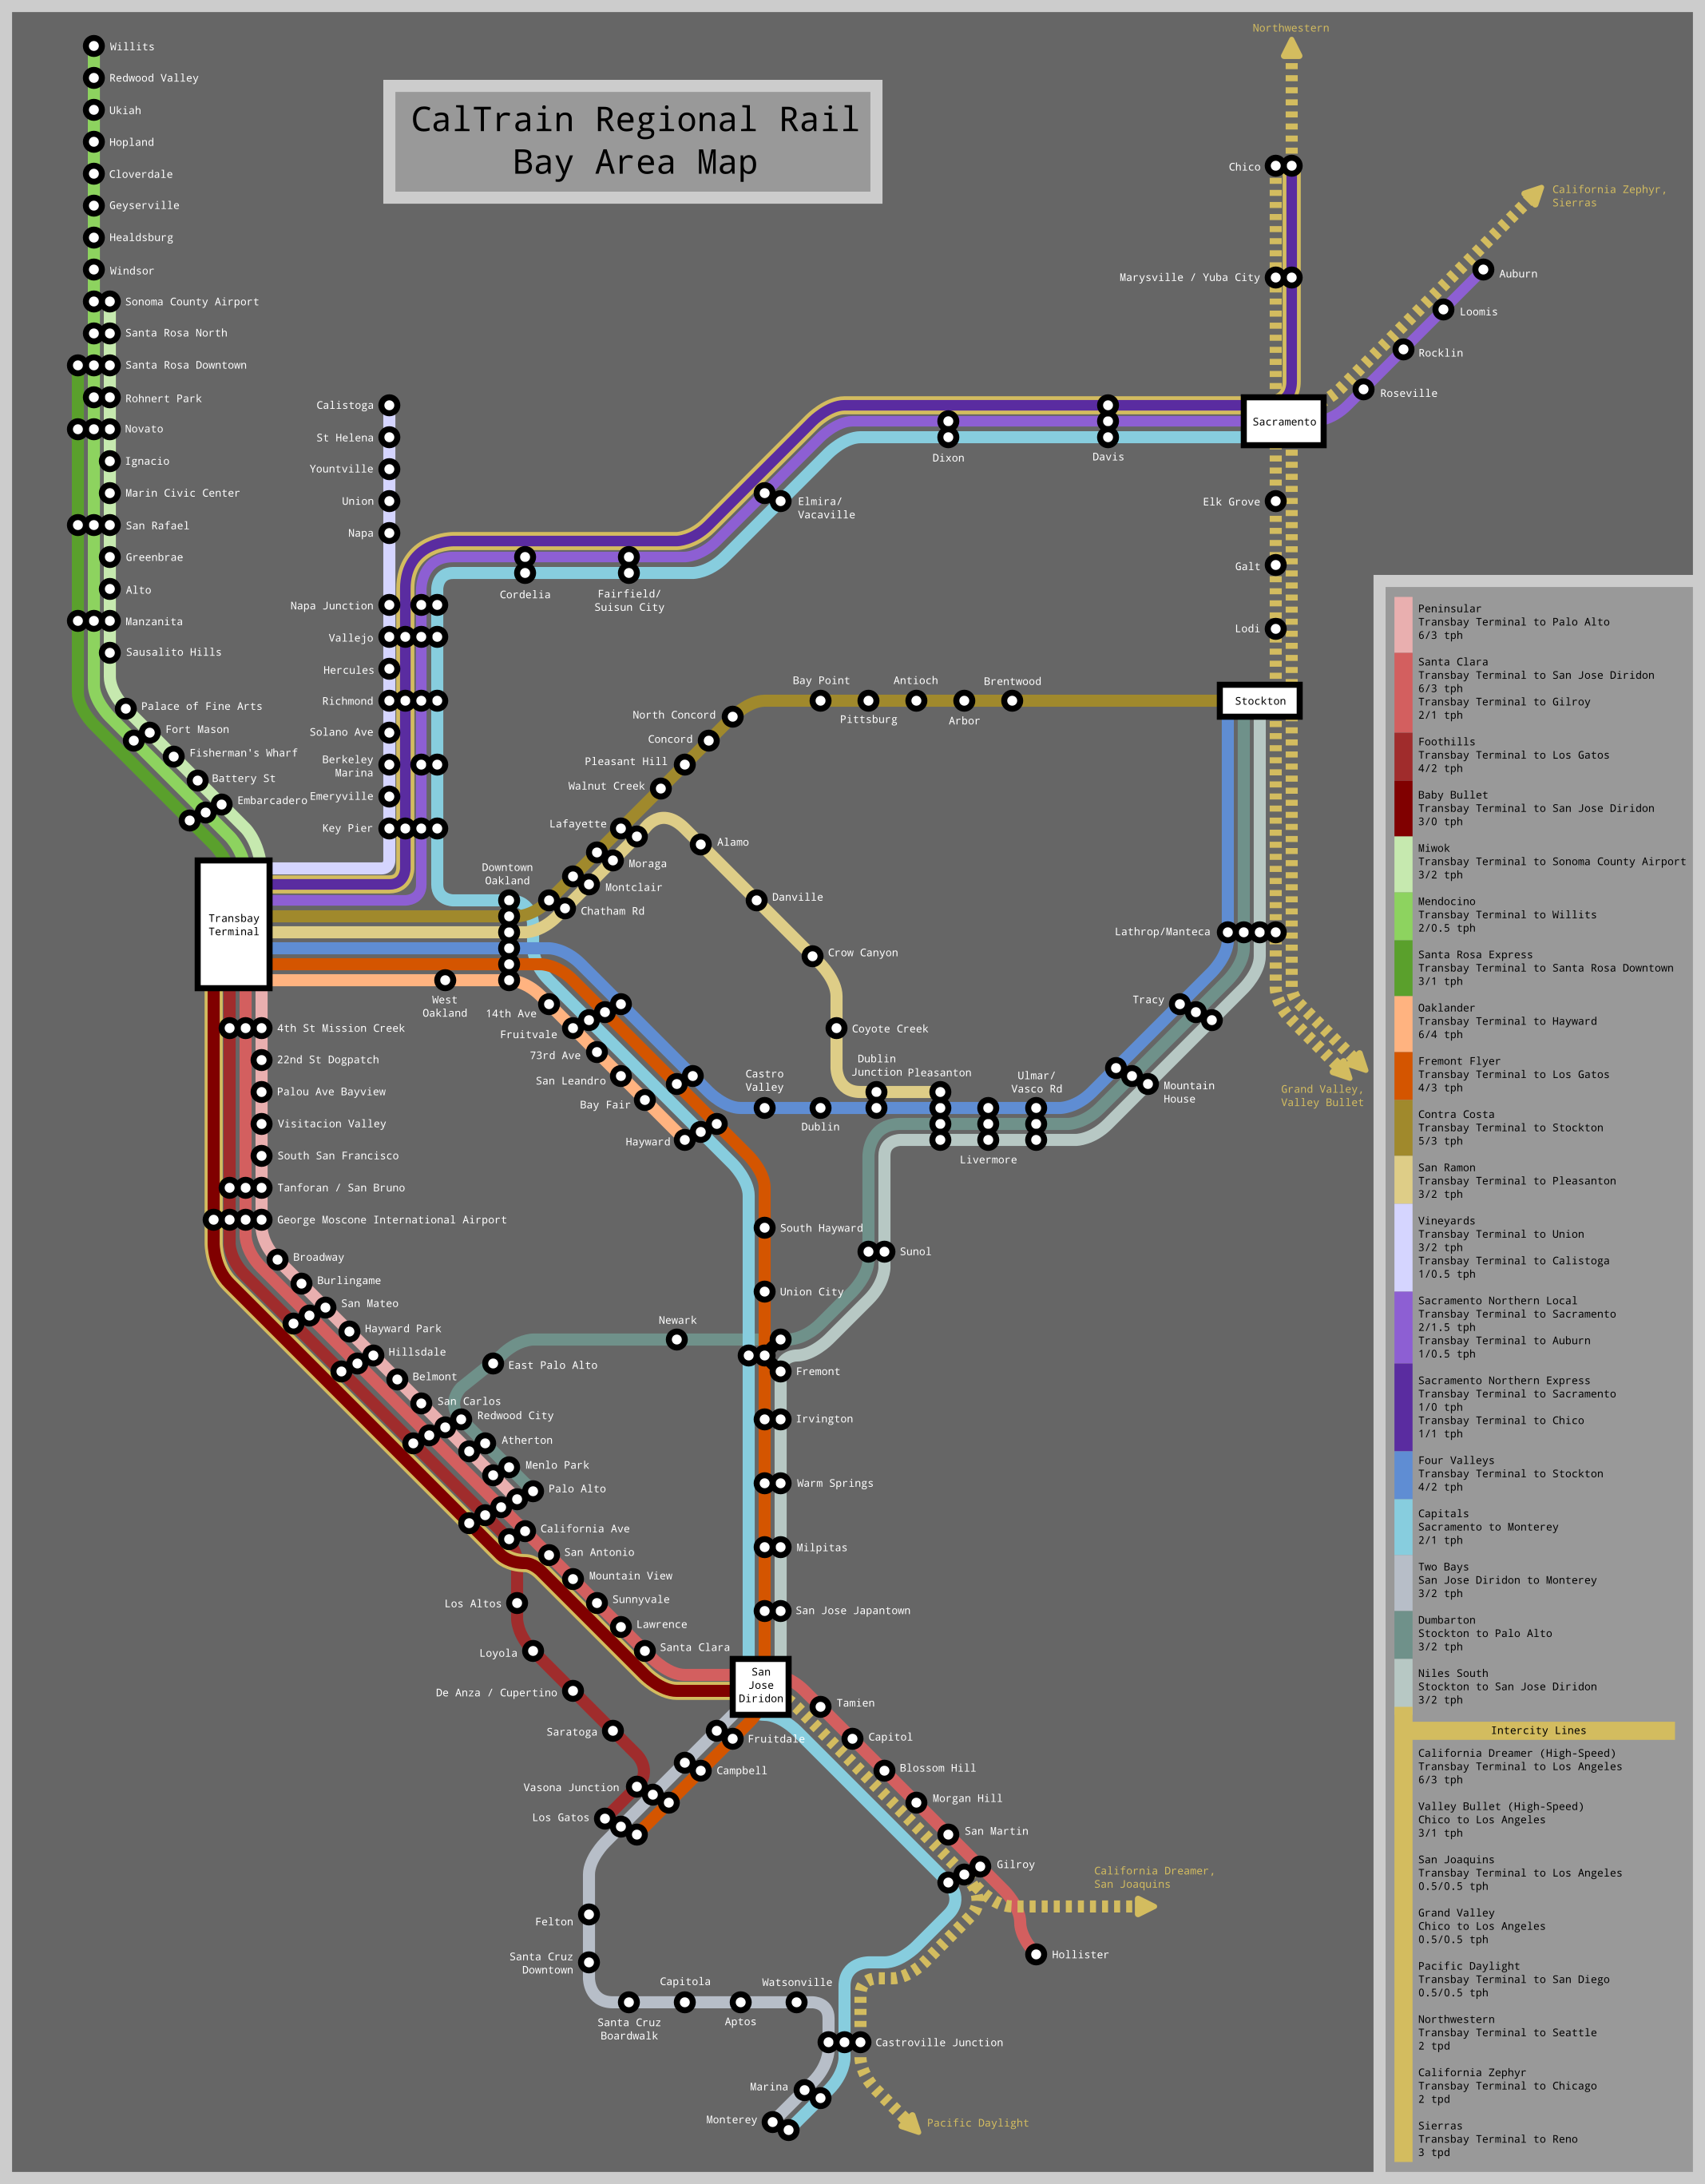 CalTrain Regional Rail
Bay Area Map
Northwestern
California Zephyr,
Sierras
Willits
Redwood Valley
Ukiah
Hopland
Cloverdale
Geyserville
Healdsburg
Windsor
Sonoma County Airport
Santa Rosa North
Santa Rosa Downtown
Rohnert Park
Novato
Ignacio
Marin Civic Center
San Rafael
Greenbrae
Alto
Manzanita
Sausalito Hills
Palace of Fine Arts
Fort Mason
Fisherman's Wharf
Battery St
Embarcadero
Calistoga
St Helena
Yountville
Union
Napa
Napa Junction
Vallejo
Hercules
Richmond
Solano Ave
Berkeley
Marina
Emeryville
Key Pier
Cordelia
Fairfield/
Suisun City
Elmira/
Vacaville
Dixon
Davis
Sacramento
Chico
Marysville / Yuba City
Auburn
Loomis
Rocklin
Roseville
Elk Grove
Galt
Lodi
Stockton
Bay Point
Pittsburg
Antioch
Arbor
Brentwood
North Concord
Concord
Pleasant Hill
Walnut Creek
Lafayette
Moraga
Montclair
Chatham Rd
Downtown
Oakland
Alamo
Danville
Crow Canyon
Coyote Creek
Dublin
Junction
Pleasanton
Ulmar/
Vasco Rd
Lathrop/Manteca
Tracy
Mountain
House
Grand Valley,
Valley Bullet
Transbay
Terminal
West
Oakland
14th Ave
Fruitvale
73rd Ave
San Leandro
Bay Fair
Hayward
Castro
Valley
Dublin
Livermore
4th St Mission Creek
22nd St Dogpatch
Palou Ave Bayview
Visitacion Valley
South San Francisco
Tanforan / San Bruno
George Moscone International Airport
Broadway
Burlingame
San Mateo
Hayward Park
Hillsdale
Belmont
San Carlos
Redwood City
Atherton
Menlo Park
Palo Alto
California Ave
San Antonio
Mountain View
Sunnyvale
Lawrence
Santa Clara
South Hayward
Union City
Sunol
Newark
East Palo Alto
Fremont
Irvington
Warm Springs
Milpitas
San Jose Japantown
San
Jose
Diridon
Los Altos
Loyola
De Anza / Cupertino
Saratoga
Vasona Junction
Los Gatos
Fruitdale
Campbell
Tamien
Capitol
Blossom Hill
Morgan Hill
San Martin
Gilroy
Hollister
California Dreamer,
San Joaquins
Felton
Santa Cruz
Downtown
Santa Cruz
Boardwalk
Capitola
Aptos
Watsonville
Castroville Junction
Marina
Monterey
Pacific Daylight
Peninsular
Transbay Terminal to Palo Alto
6/3 tph
Santa Clara
Transbay Terminal to San Jose Diridon
6/3 tph
Transbay Terminal to Gilroy
2/1 tph
Foothills
Transbay Terminal to Los Gatos
4/2 tph
Baby Bullet
Transbay Terminal to San Jose Diridon
3/0 tph
Miwok
Transbay Terminal to Sonoma County Airport
3/2 tph
Mendocino
Transbay Terminal to Willits
2/0.5 tph
Santa Rosa Express
Transbay Terminal to Santa Rosa Downtown
3/1 tph
Oaklander
Transbay Terminal to Hayward
6/4 tph
Fremont Flyer
Transbay Terminal to Los Gatos
4/3 tph
Contra Costa
Transbay Terminal to Stockton
5/3 tph
San Ramon
Transbay Terminal to Pleasanton
3/2 tph
Vineyards
Transbay Terminal to Union
3/2 tph
Transbay Terminal to Calistoga
1/0.5 tph
Sacramento Northern Local
Transbay Terminal to Sacramento
2/1.5 tph
Transbay Terminal to Auburn
1/0.5 tph
Sacramento Northern Express
Transbay Terminal to Sacramento
1/0 tph
Transbay Terminal to Chico
1/1 tph
Four Valleys
Transbay Terminal to Stockton
4/2 tph
Capitals
Sacramento to Monterey
2/1 tph
Two Bays
San Jose Diridon to Monterey
3/2 tph
Dumbarton
Stockton to Palo Alto
3/2 tph
Niles South
Stockton to San Jose Diridon
3/2 tph
Intercity Lines
California Dreamer (High-Speed)
Transbay Terminal to Los Angeles
6/3 tph
Valley Bullet (High-Speed)
Chico to Los Angeles
3/1 tph
San Joaquins
Transbay Terminal to Los Angeles
0.5/0.5 tph
Grand Valley
Chico to Los Angeles
0.5/0.5 tph
Pacific Daylight
Transbay Terminal to San Diego
0.5/0.5 tph
Northwestern
Transbay Terminal to Seattle
2 tpd
California Zephyr
Transbay Terminal to Chicago
2 tpd
Sierras
Transbay Terminal to Reno
3 tpd